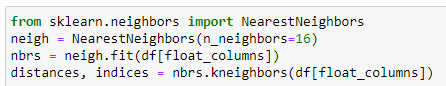 from sklearn.neighbors import NearestNeighbors
neigh = NearestNeighbors(n_neighbors=16)
nbrs = neigh.fit(df[float_columns])
distances, indices = nbrs.kneighbors(df[float_columns])